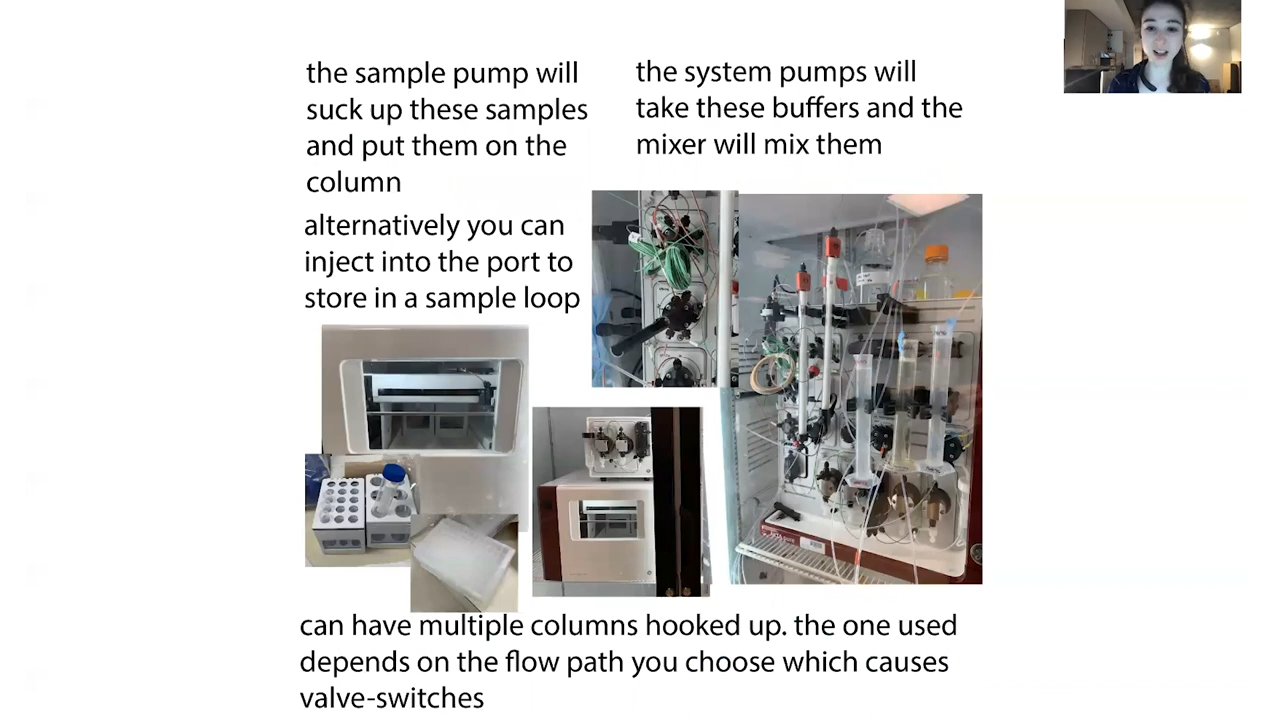 the sample pump will
suck up these samples
and put them on the
column
alternatively you can
inject into the port to
store in a sample loop
the system pumps will
take these buffers and the
mixer will mix them
can have multiple columns hooked up. the one used
depends on the flow path you choose which causes
valve-switches